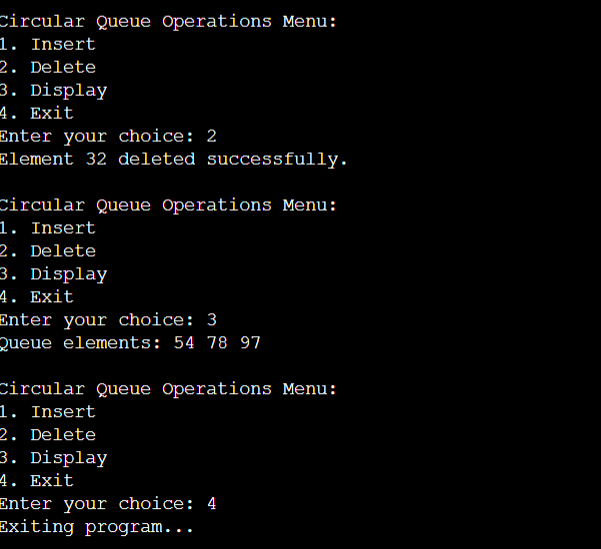 Circular Queue Operations Menu:
1. Insert
2. Delete
3. Display
4. Exit
Enter your choice: 2
Element 32 deleted successfully.
Circular Queue Operations Menu:
1. Insert
2. Delete
3. Display
4. Exit
Enter your choice: 3
Queue elements: 54 78 97
Circular Queue Operations Menu:
1. Insert
2. Delete
3. Display
4. Exit
Enter your choice: 4
Exiting program...